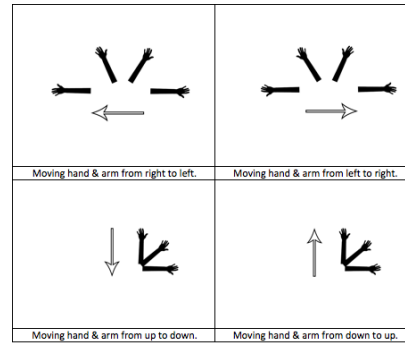 Moving hand & arm from right to left.
Moving hand & arm from left to right.
Moving hand & arm from up to down.
Moving hand & arm from down to up.